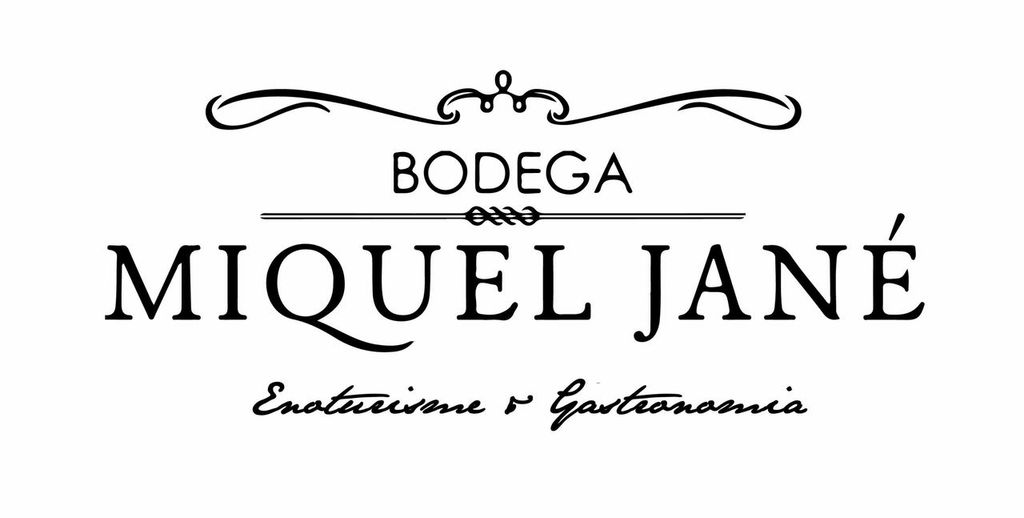 BODEGA
MIQUEL JANÉ
Enoturisme & Gastronomia